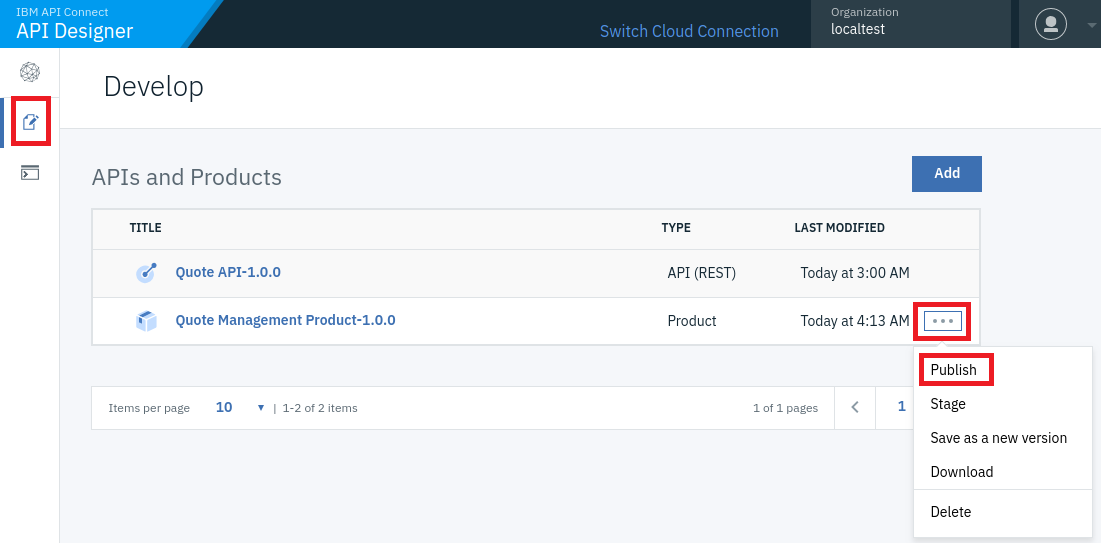 IBM API Connect
API Designer
Switch Cloud Connection
Organization
localtest
Develop
APIs and Products
Add
TITLE TYPE LAST MODIFIED
Quote API-1.0.0 API (REST) Today at 3:00 AM
Quote Management Product-1.0.0 Product Today at 4:13 AM
Publish
Stage
Save as a new version
Download
Delete
Items per page 10 | 1-2 of 2 items 1 of 1 pages 1